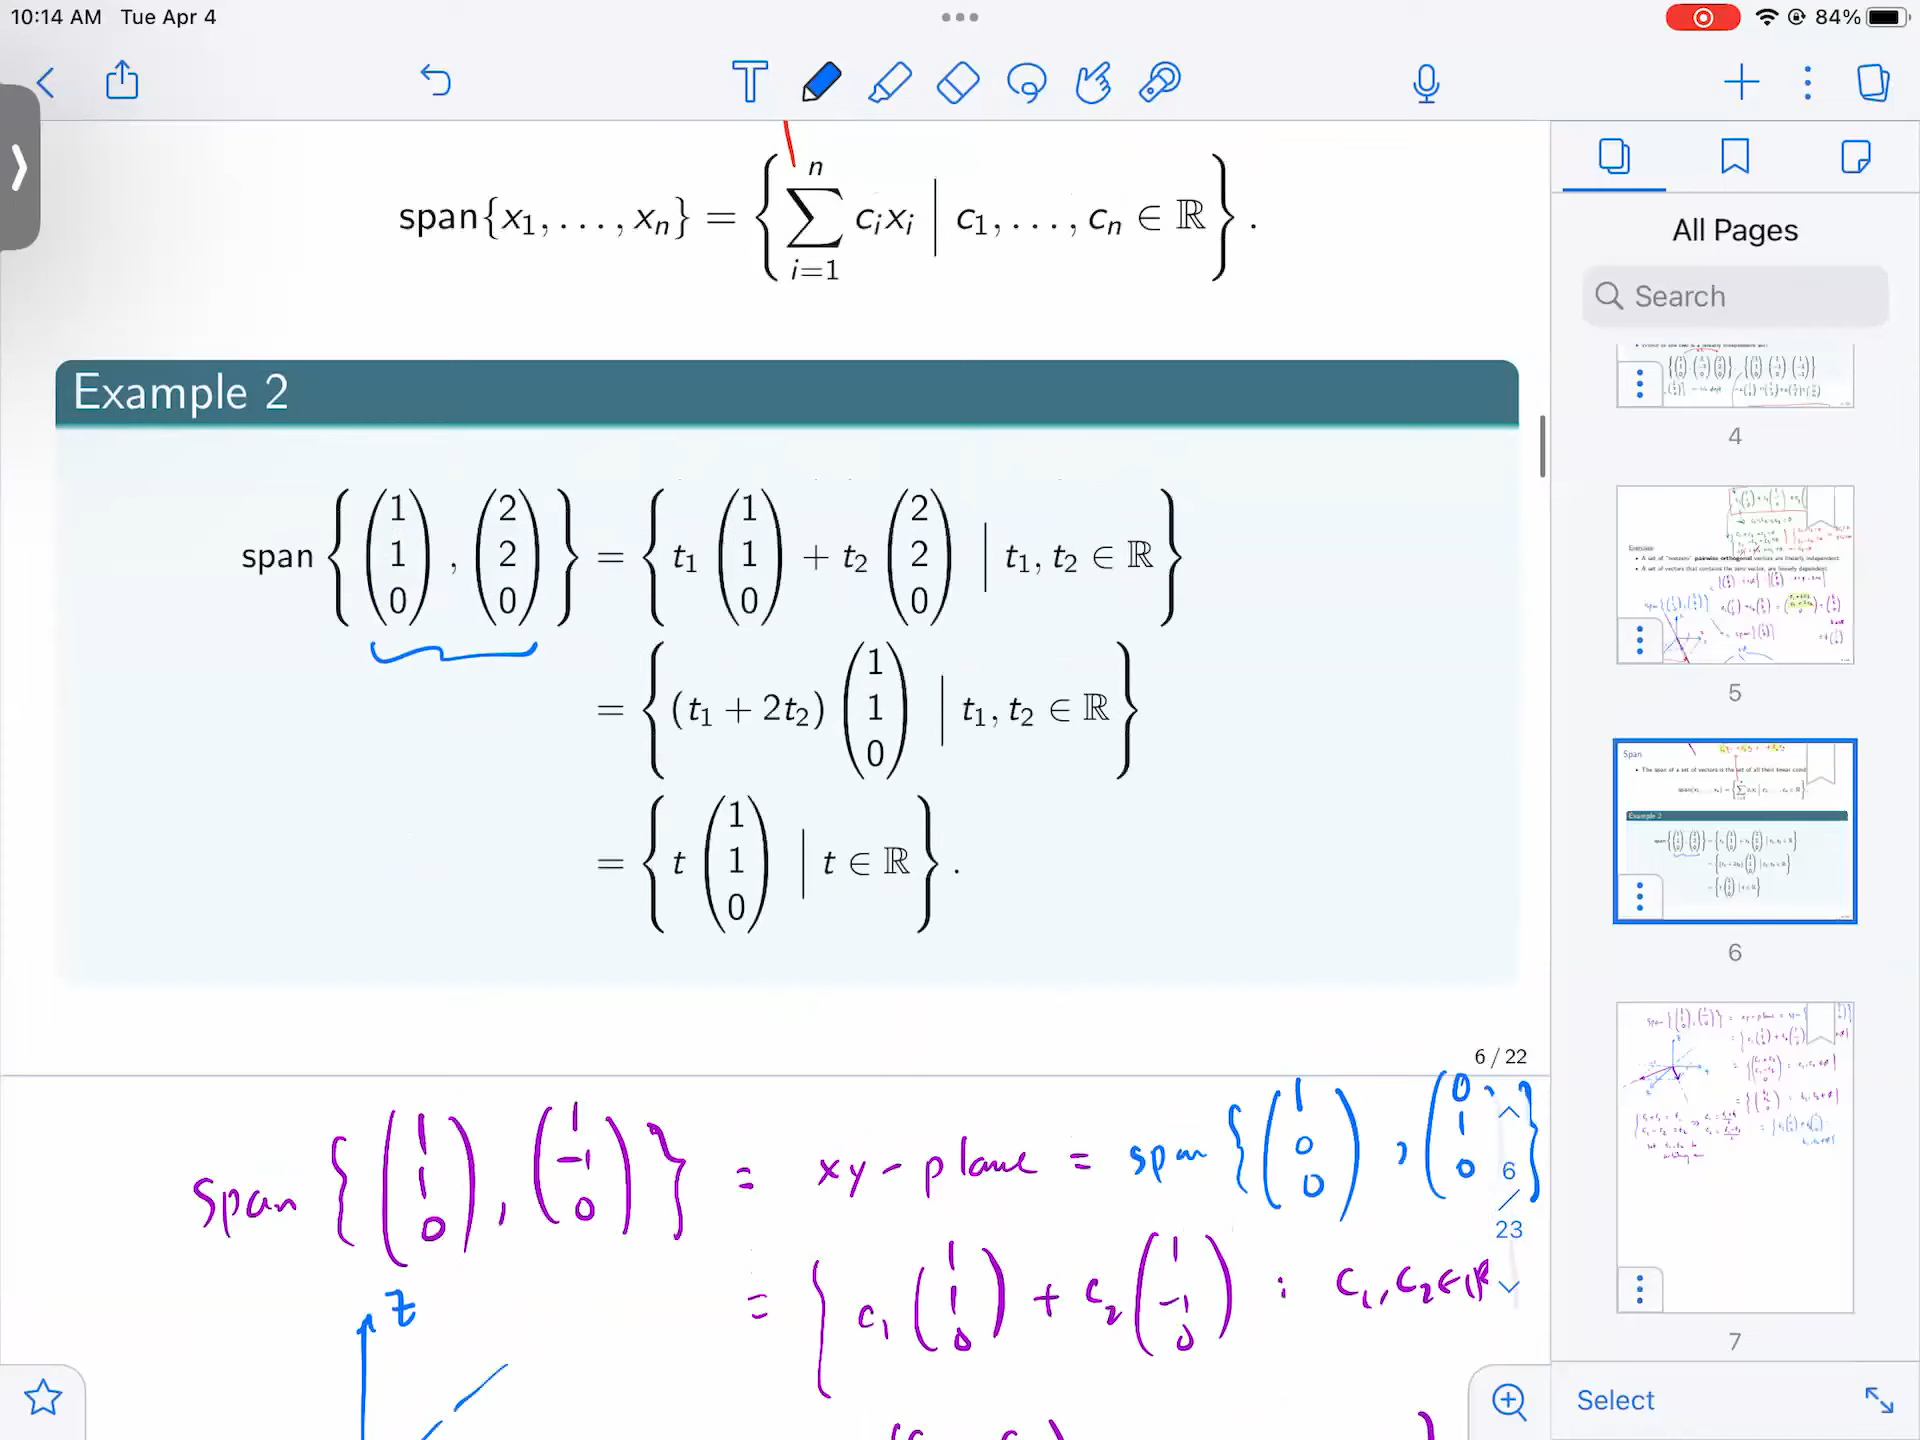 10:14 AM Tue Apr 4
84%
span{x₁, . . . , xₙ} = { ∑ᵢ₌₁ⁿ cᵢxᵢ | c₁, . . . , cₙ ∈ ℝ } .
Example 2
span { (1 1 0) , (2 2 0) } = { t₁ (1 1 0) + t₂ (2 2 0) | t₁, t₂ ∈ ℝ }
= { (t₁ + 2t₂) (1 1 0) | t₁, t₂ ∈ ℝ }
= { t (1 1 0) | t ∈ ℝ } .
6 / 22
span { (1 1 0) , (1 -1 0) } = xy-plane = span { (1 0 0) , (0 1 0) }
= { c₁ (1 1 0) + c₂ (1 -1 0) : c₁, c₂ ∈ ℝ
z
6 / 23
All Pages
Search
4
5
Span
Example 2
6
7
Select